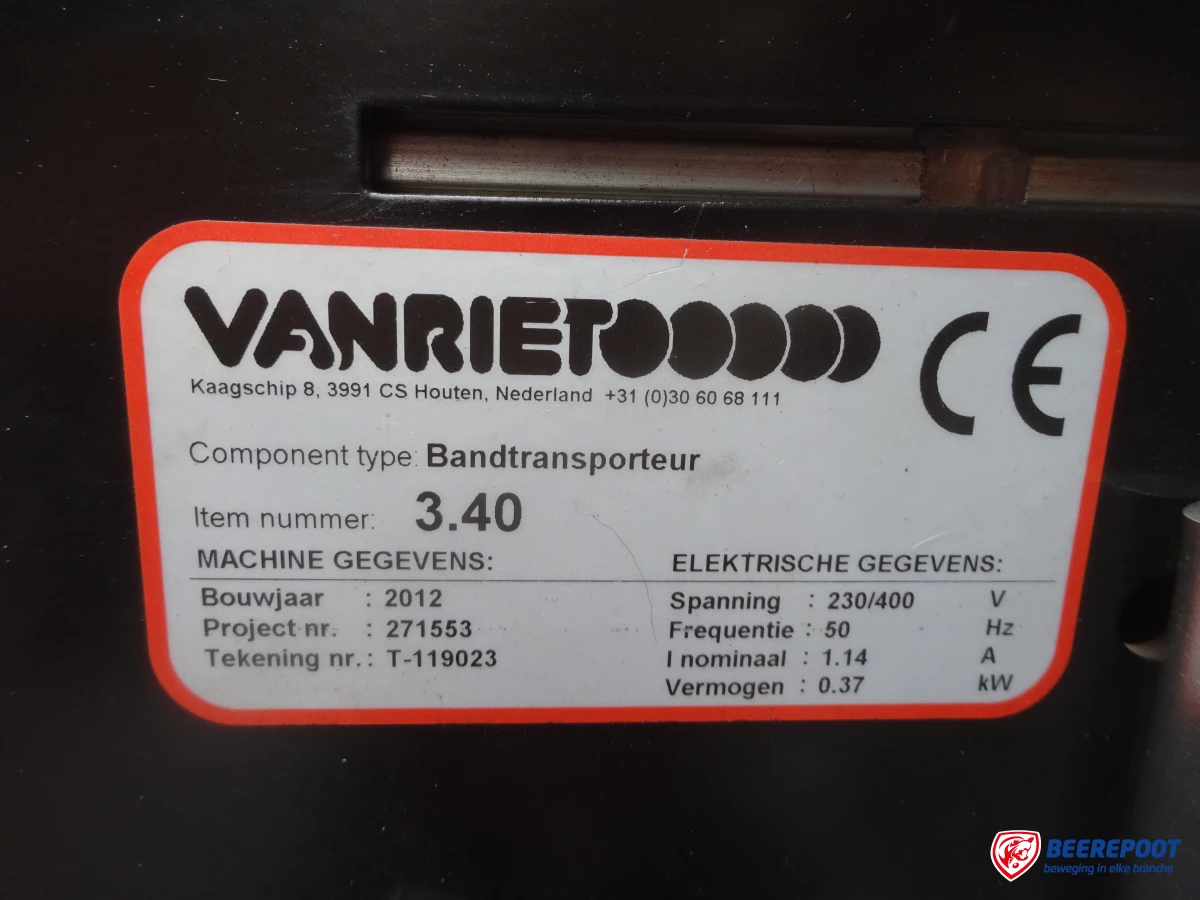 VANRIET
CE
Kaagschip 8, 3991 CS Houten, Nederland +31 (0)30 60 68 111
Component type: Bandtransporteur
Item nummer: 3.40
MACHINE GEGEVENS:
Bouwjaar : 2012
Project nr. : 271553
Tekening nr.: T-119023
ELEKTRISCHE GEGEVENS:
Spanning : 230/400 V
Frequentie : 50 Hz
I nominaal : 1.14 A
Vermogen : 0.37 kW
BEEREPOOT
beweging in elke branche